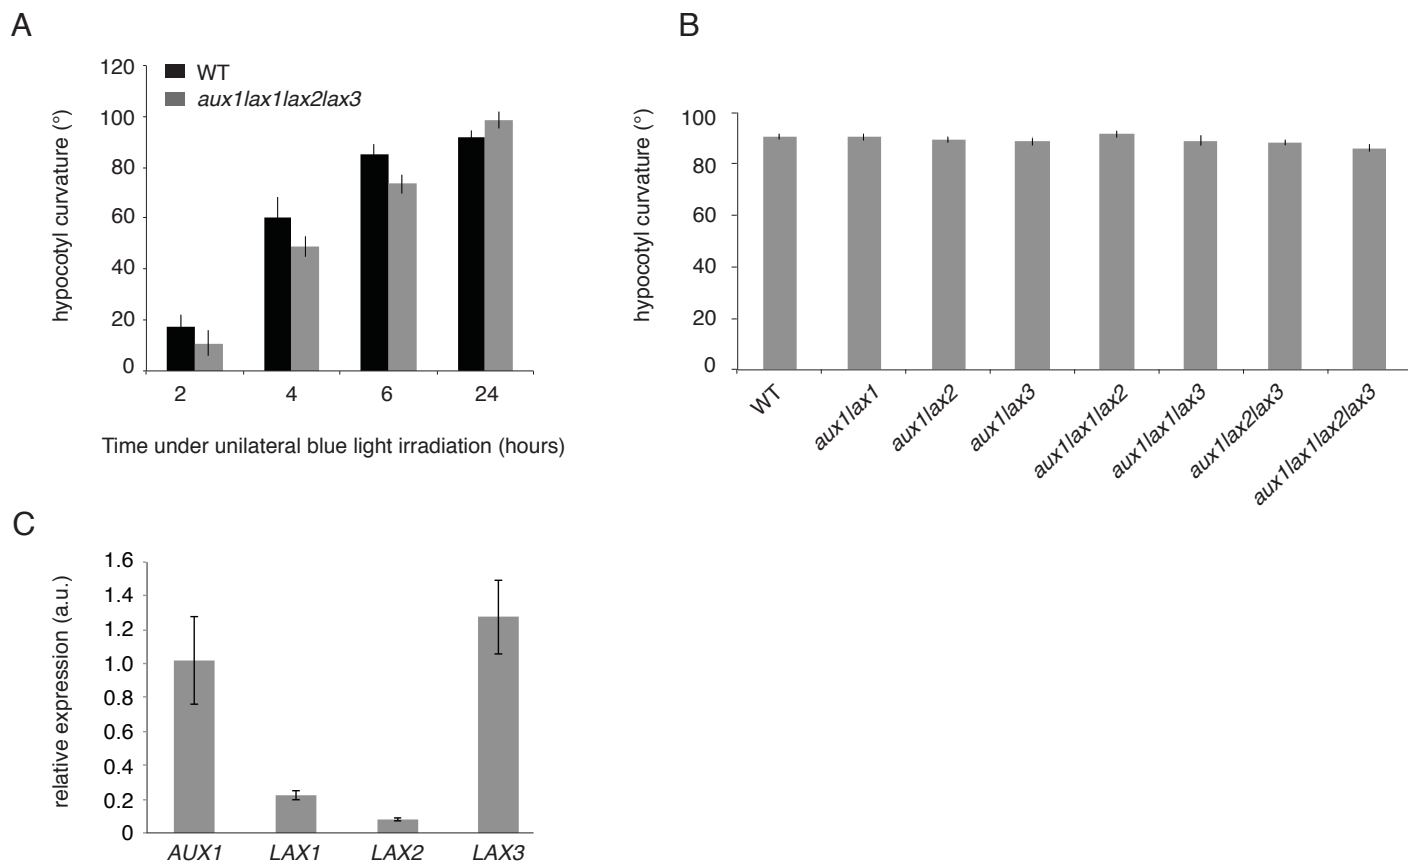 A
120
100
80
60
40
20
0
hypocotyl curvature (°)
WT
aux1lax1lax2lax3
2 4 6 24
Time under unilateral blue light irradiation (hours)
B
100
80
60
40
20
0
hypocotyl curvature (°)
WT
aux1lax1
aux1lax2
aux1lax3
aux1lax1lax2
aux1lax1lax3
aux1lax2lax3
aux1lax1lax2lax3
C
1.6
1.4
1.2
1.0
0.8
0.6
0.4
0.2
0
relative expression (a.u.)
AUX1 LAX1 LAX2 LAX3